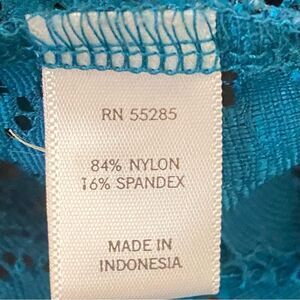 RN 55285
84% NYLON
16% SPANDEX
MADE IN
INDONESIA